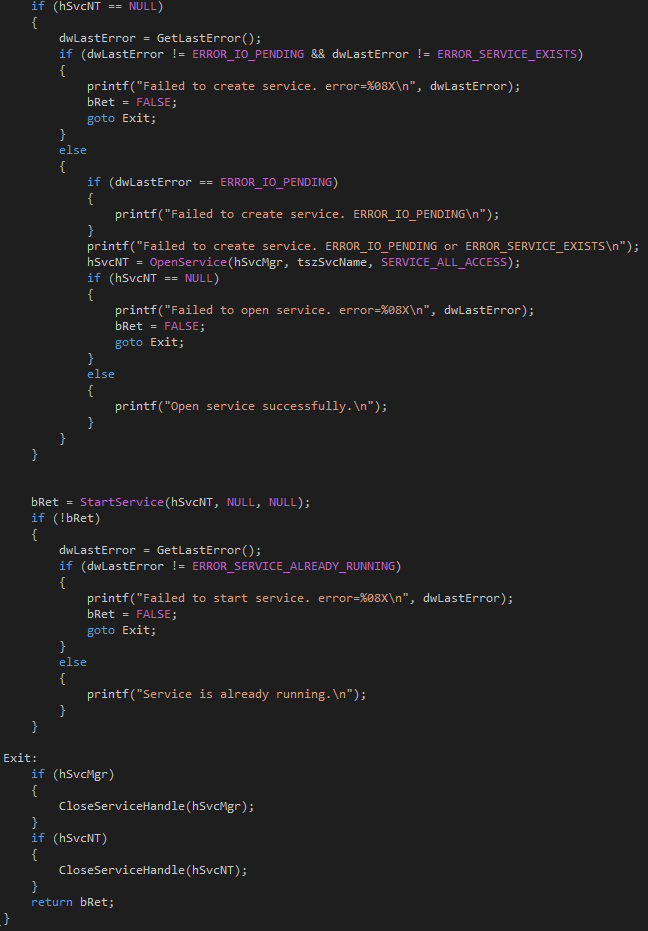 if (hSvcNT == NULL)
{
dwLastError = GetLastError();
if (dwLastError != ERROR_IO_PENDING && dwLastError != ERROR_SERVICE_EXISTS)
{
printf("Failed to create service. error=%08X\n", dwLastError);
bRet = FALSE;
goto Exit;
}
else
{
if (dwLastError == ERROR_IO_PENDING)
{
printf("Failed to create service. ERROR_IO_PENDING\n");
}
printf("Failed to create service. ERROR_IO_PENDING or ERROR_SERVICE_EXISTS\n");
hSvcNT = OpenService(hSvcMgr, tszSvcName, SERVICE_ALL_ACCESS);
if (hSvcNT == NULL)
{
printf("Failed to open service. error=%08X\n", dwLastError);
bRet = FALSE;
goto Exit;
}
else
{
printf("Open service successfully.\n");
}
}
}
bRet = StartService(hSvcNT, NULL, NULL);
if (!bRet)
{
dwLastError = GetLastError();
if (dwLastError != ERROR_SERVICE_ALREADY_RUNNING)
{
printf("Failed to start service. error=%08X\n", dwLastError);
bRet = FALSE;
goto Exit;
}
else
{
printf("Service is already running.\n");
}
}
Exit:
if (hSvcMgr)
{
CloseServiceHandle(hSvcMgr);
}
if (hSvcNT)
{
CloseServiceHandle(hSvcNT);
}
return bRet;
}